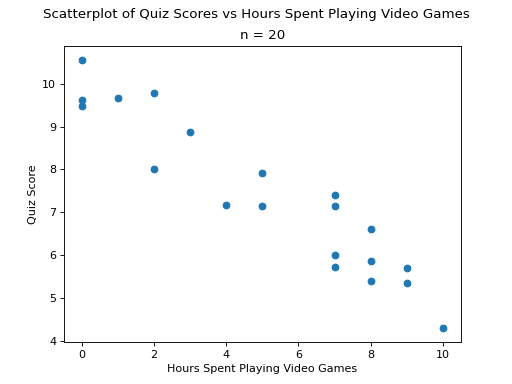 Scatterplot of Quiz Scores vs Hours Spent Playing Video Games
n = 20
10
9
8
7
6
5
4
Quiz Score
0 2 4 6 8 10
Hours Spent Playing Video Games